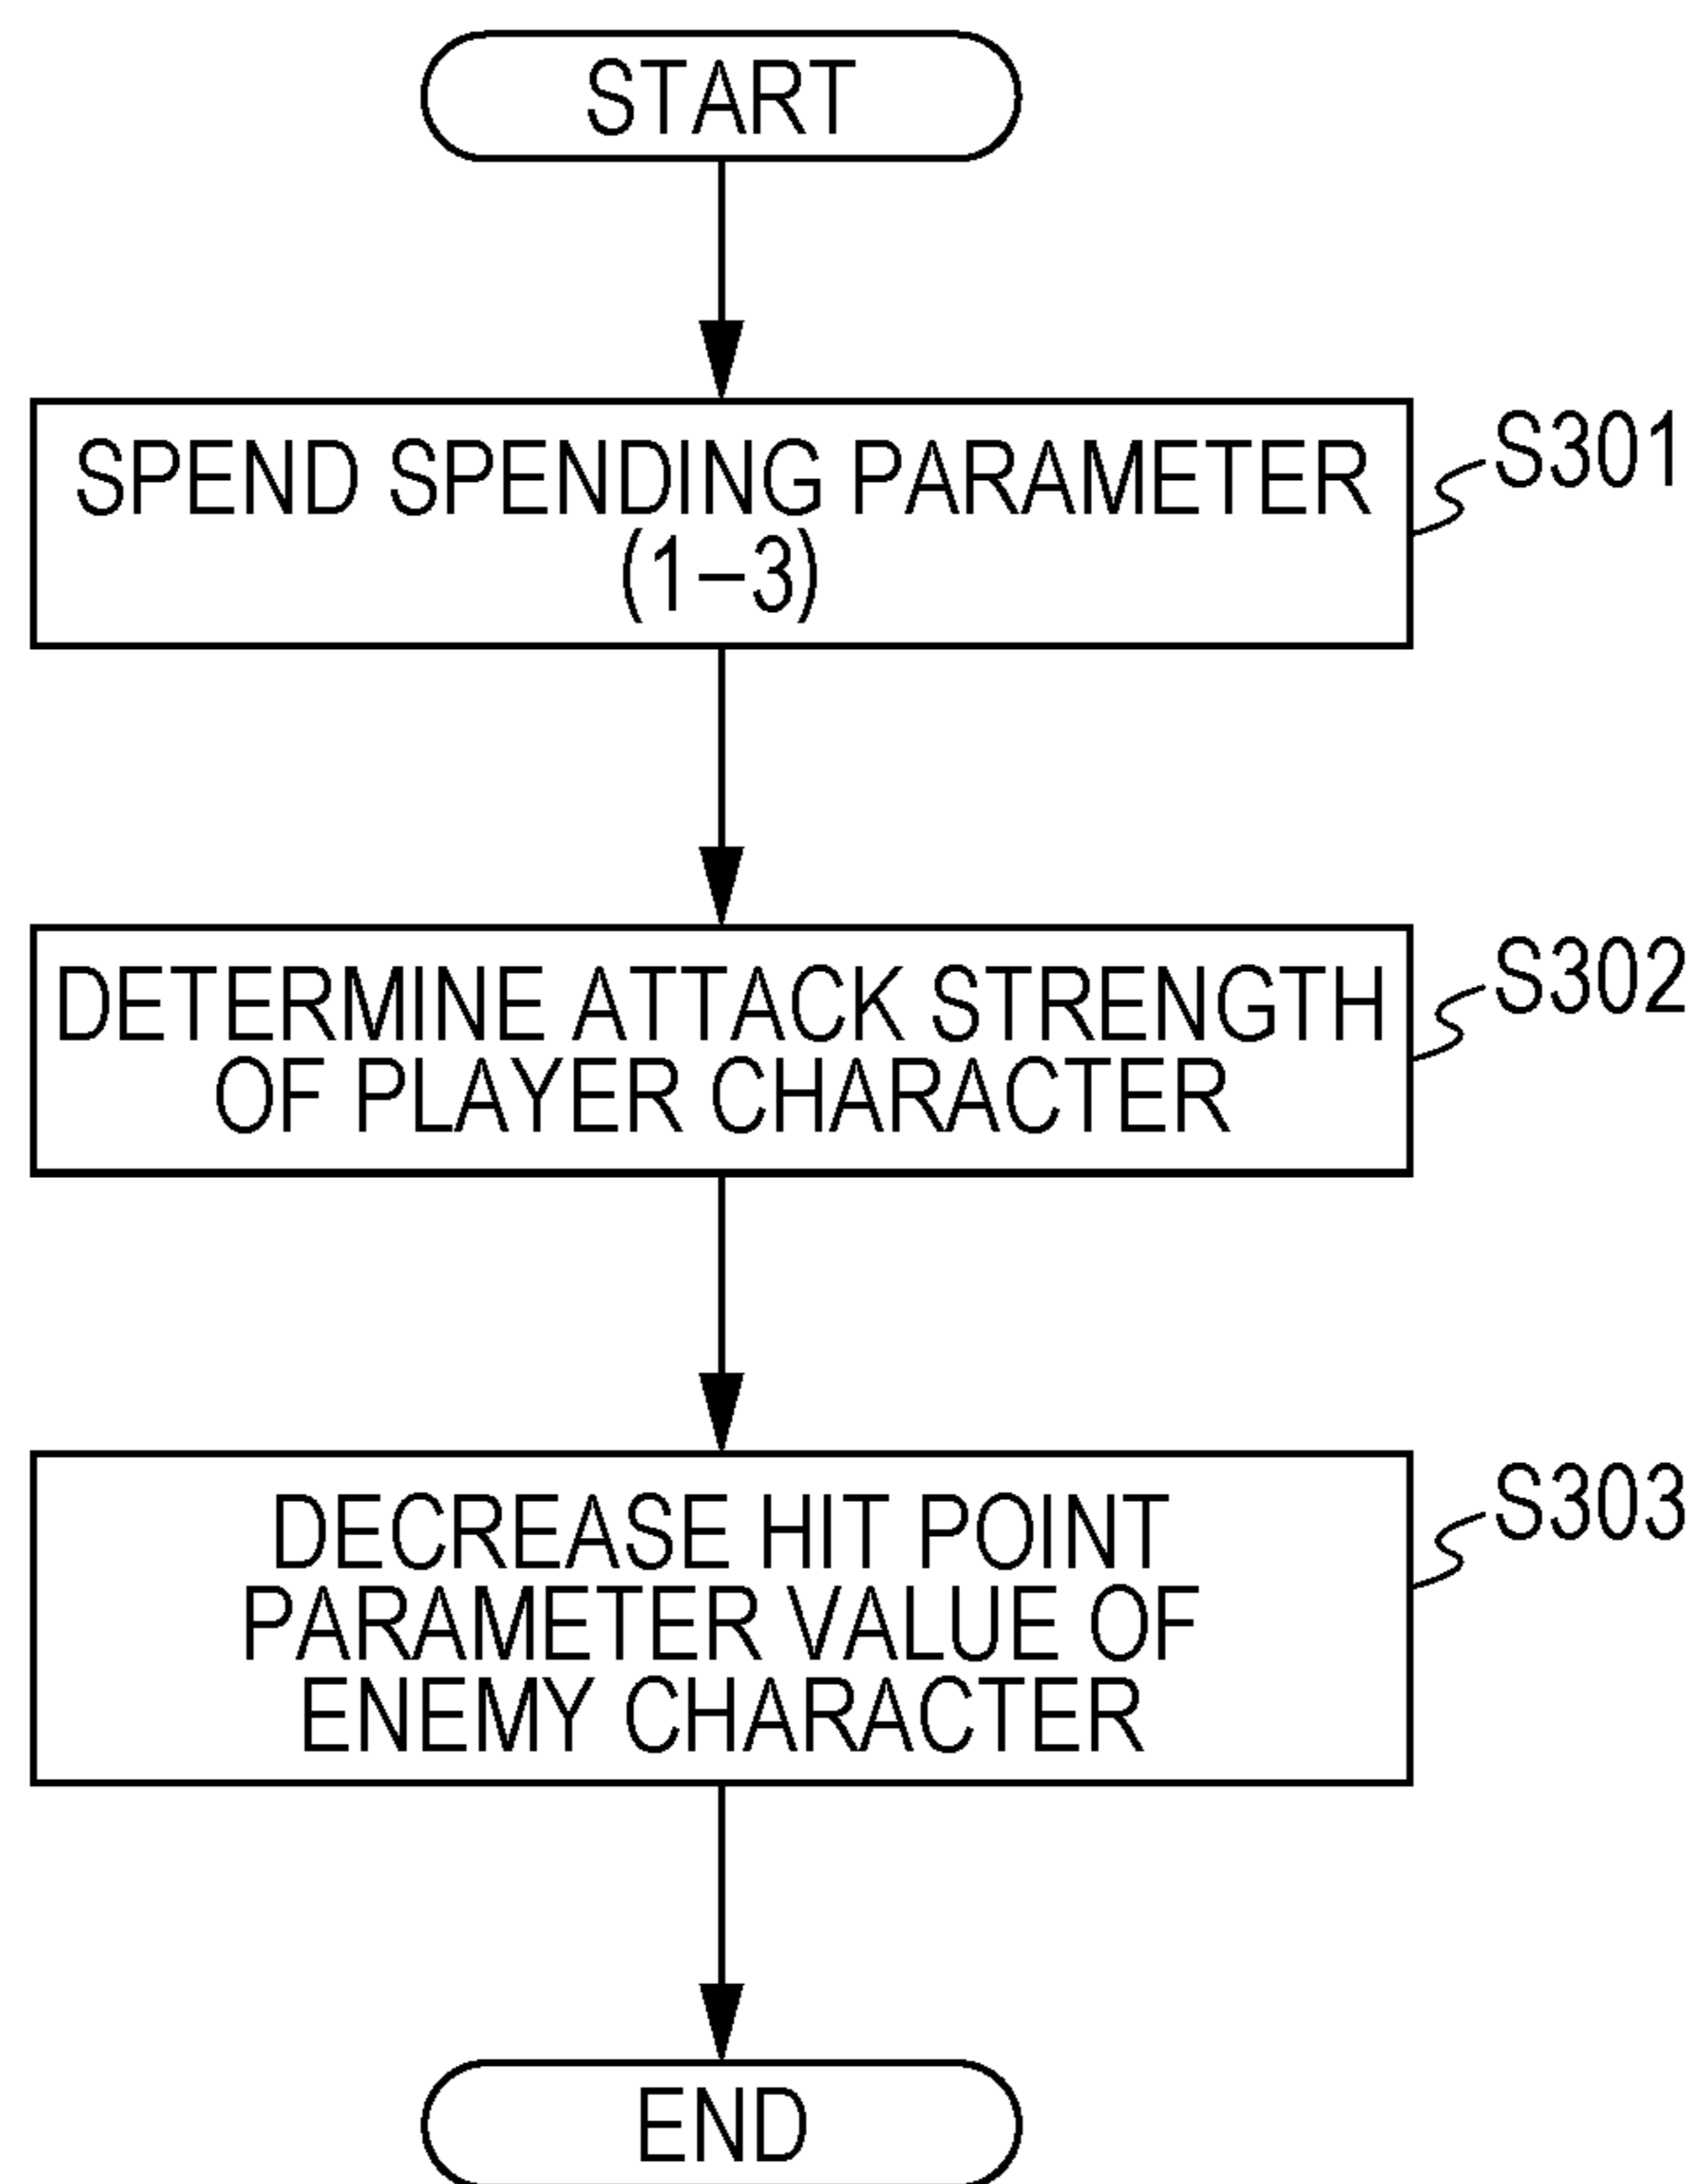 START
SPEND SPENDING PARAMETER
(1–3)
S301
DETERMINE ATTACK STRENGTH
OF PLAYER CHARACTER
S302
DECREASE HIT POINT
PARAMETER VALUE OF
ENEMY CHARACTER
S303
END